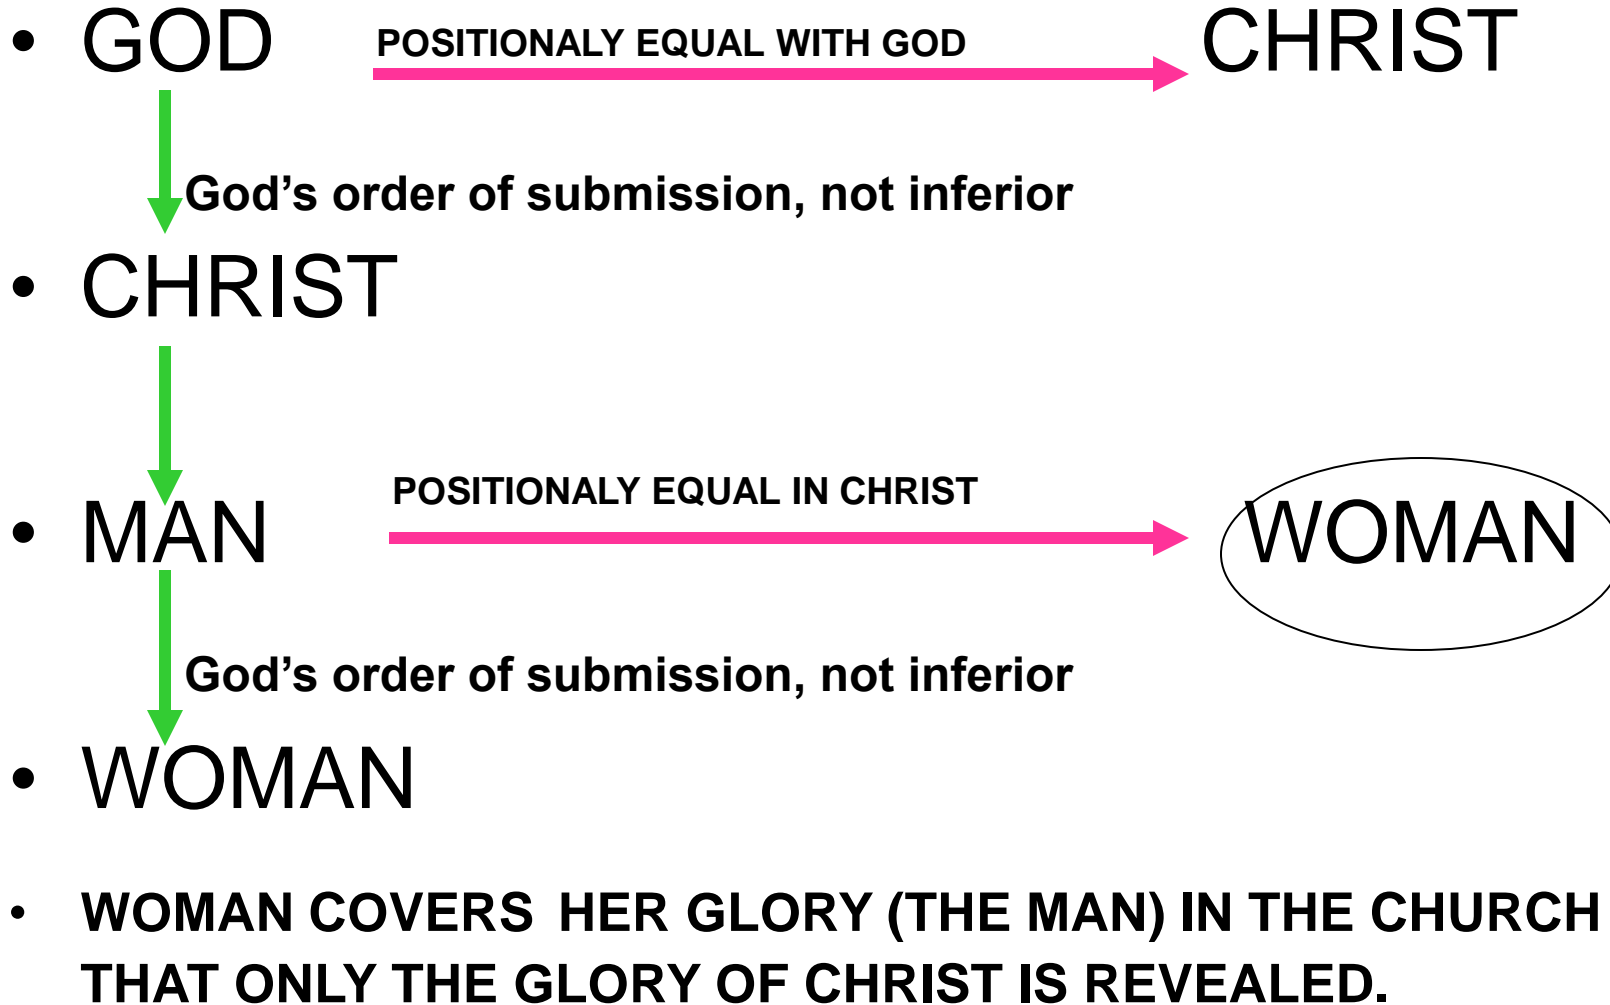 • GOD POSITIONALY EQUAL WITH GOD CHRIST
God’s order of submission, not inferior
• CHRIST
• MAN POSITIONALY EQUAL IN CHRIST WOMAN
God’s order of submission, not inferior
• WOMAN
• WOMAN COVERS HER GLORY (THE MAN) IN THE CHURCH
THAT ONLY THE GLORY OF CHRIST IS REVEALED.